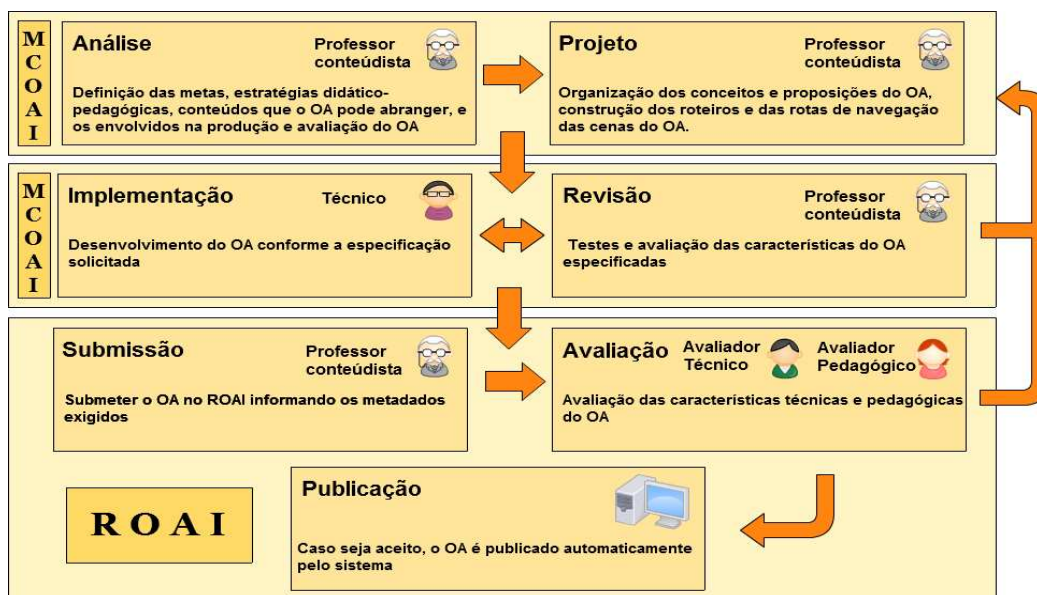 M
C
O
A
I
Análise
Professor
conteúdista
Definição das metas, estratégias didático-
pedagógicas, conteúdos que o OA pode abranger, e
os envolvidos na produção e avaliação do OA
Projeto
Professor
conteúdista
Organização dos conceitos e proposições do OA,
construção dos roteiros e das rotas de navegação
das cenas do OA.
M
C
O
A
I
Implementação
Técnico
Desenvolvimento do OA conforme a especificação
solicitada
Revisão
Professor
conteúdista
Testes e avaliação das características do OA
especificadas
Submissão
Professor
conteúdista
Submeter o OA no ROAI informando os metadados
exigidos
Avaliação
Avaliador
Técnico
Avaliador
Pedagógico
Avaliação das características técnicas e pedagógicas
do OA
R O A I
Publicação
Caso seja aceito, o OA é publicado automaticamente
pelo sistema